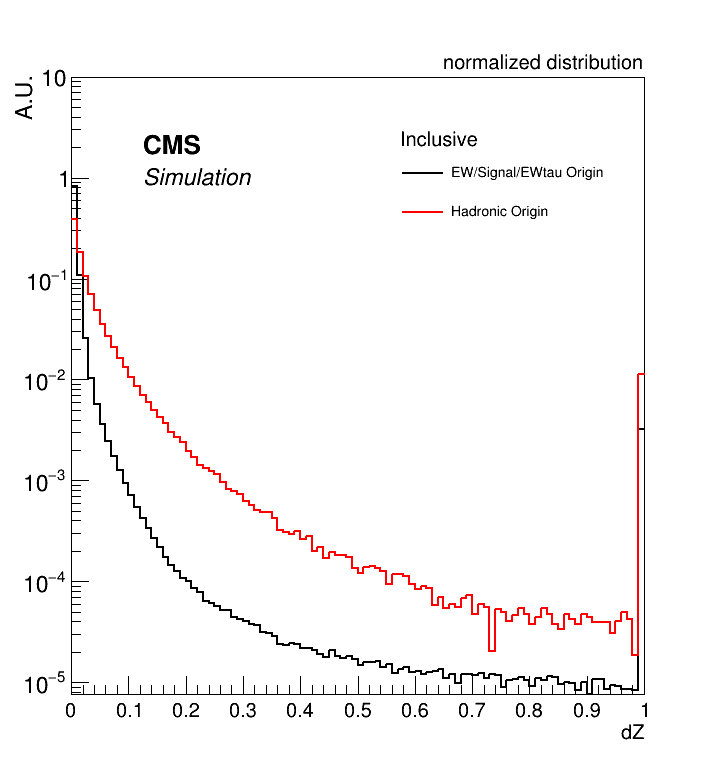 normalized distribution
A.U.
10
CMS
Simulation
Inclusive
EW/Signal/EWtau Origin
Hadronic Origin
1
10⁻¹
10⁻²
10⁻³
10⁻⁴
10⁻⁵
0 0.1 0.2 0.3 0.4 0.5 0.6 0.7 0.8 0.9 1
dZ